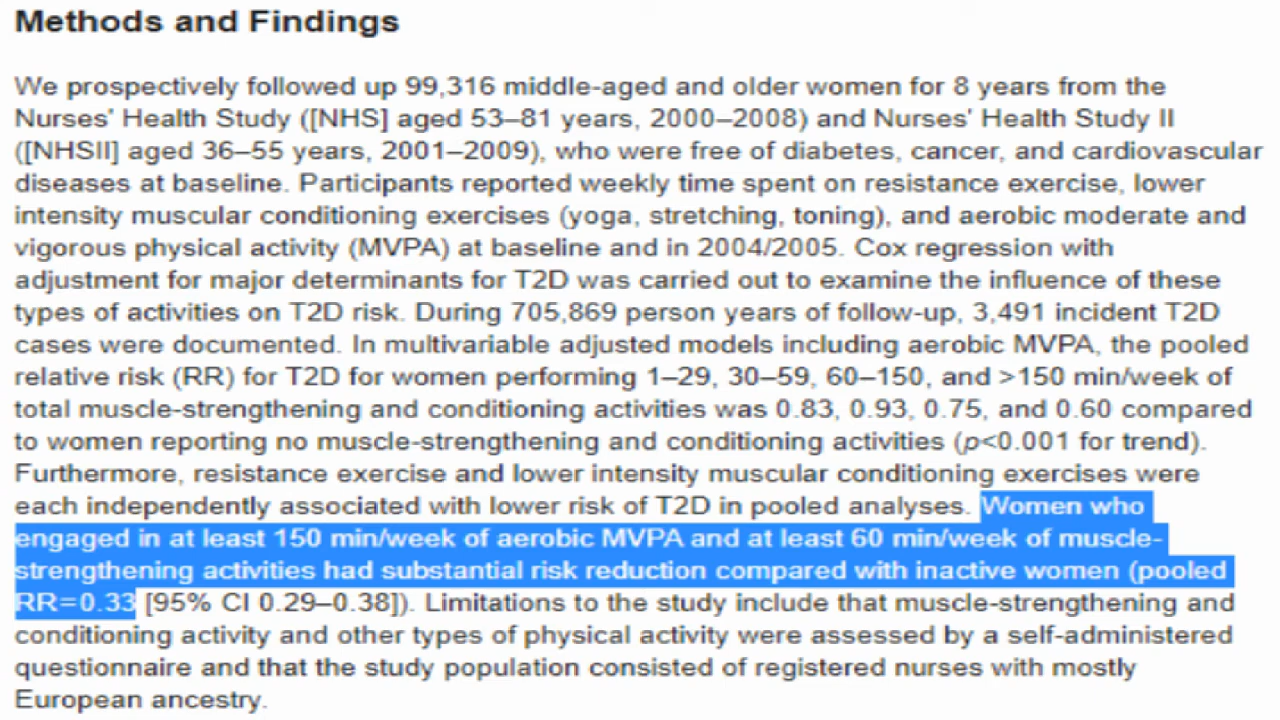 Methods and Findings
We prospectively followed up 99,316 middle-aged and older women for 8 years from the
Nurses' Health Study ([NHS] aged 53–81 years, 2000–2008) and Nurses' Health Study II
([NHSII] aged 36–55 years, 2001–2009), who were free of diabetes, cancer, and cardiovascular
diseases at baseline. Participants reported weekly time spent on resistance exercise, lower
intensity muscular conditioning exercises (yoga, stretching, toning), and aerobic moderate and
vigorous physical activity (MVPA) at baseline and in 2004/2005. Cox regression with
adjustment for major determinants for T2D was carried out to examine the influence of these
types of activities on T2D risk. During 705,869 person years of follow-up, 3,491 incident T2D
cases were documented. In multivariable adjusted models including aerobic MVPA, the pooled
relative risk (RR) for T2D for women performing 1–29, 30–59, 60–150, and >150 min/week of
total muscle-strengthening and conditioning activities was 0.83, 0.93, 0.75, and 0.60 compared
to women reporting no muscle-strengthening and conditioning activities (p<0.001 for trend).
Furthermore, resistance exercise and lower intensity muscular conditioning exercises were
each independently associated with lower risk of T2D in pooled analyses. Women who
engaged in at least 150 min/week of aerobic MVPA and at least 60 min/week of muscle-
strengthening activities had substantial risk reduction compared with inactive women (pooled
RR=0.33 [95% CI 0.29–0.38]). Limitations to the study include that muscle-strengthening and
conditioning activity and other types of physical activity were assessed by a self-administered
questionnaire and that the study population consisted of registered nurses with mostly
European ancestry.